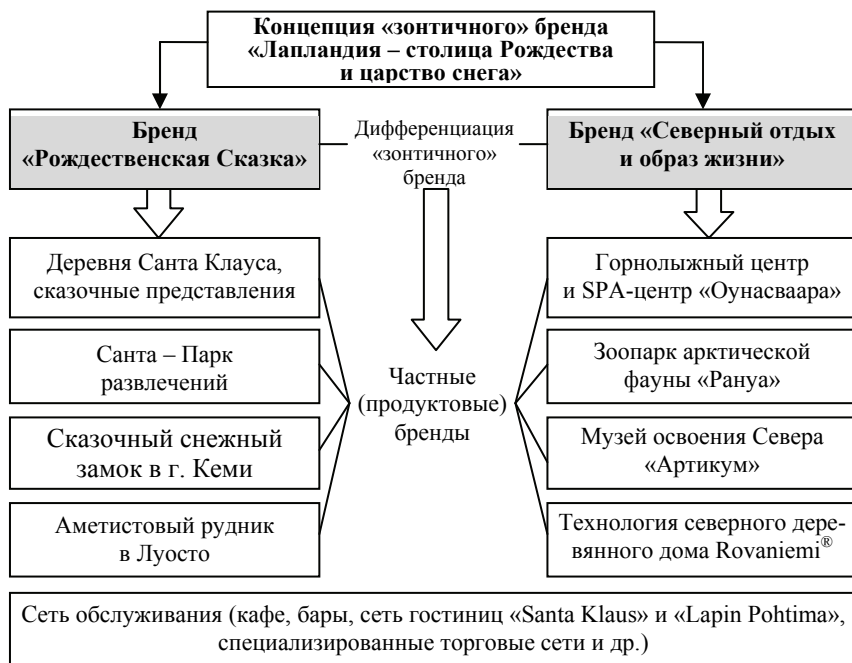 Концепция «зонтичного» бренда
«Лапландия – столица Рождества
и царство снега»
Бренд
«Рождественская Сказка»
Дифференциация
«зонтичного»
бренда
Бренд «Северный отдых
и образ жизни»
Деревня Санта Клауса,
сказочные представления
Санта – Парк
развлечений
Сказочный снежный
замок в г. Кеми
Аметистовый рудник
в Луосто
Частные
(продуктовые)
бренды
Горнолыжный центр
и SPA-центр «Оунасваара»
Зоопарк арктической
фауны «Рануа»
Музей освоения Севера
«Артикум»
Технология северного дере-
вянного дома Rovaniemi®
Сеть обслуживания (кафе, бары, сеть гостиниц «Santa Klaus» и «Lapin Pohtima»,
специализированные торговые сети и др.)